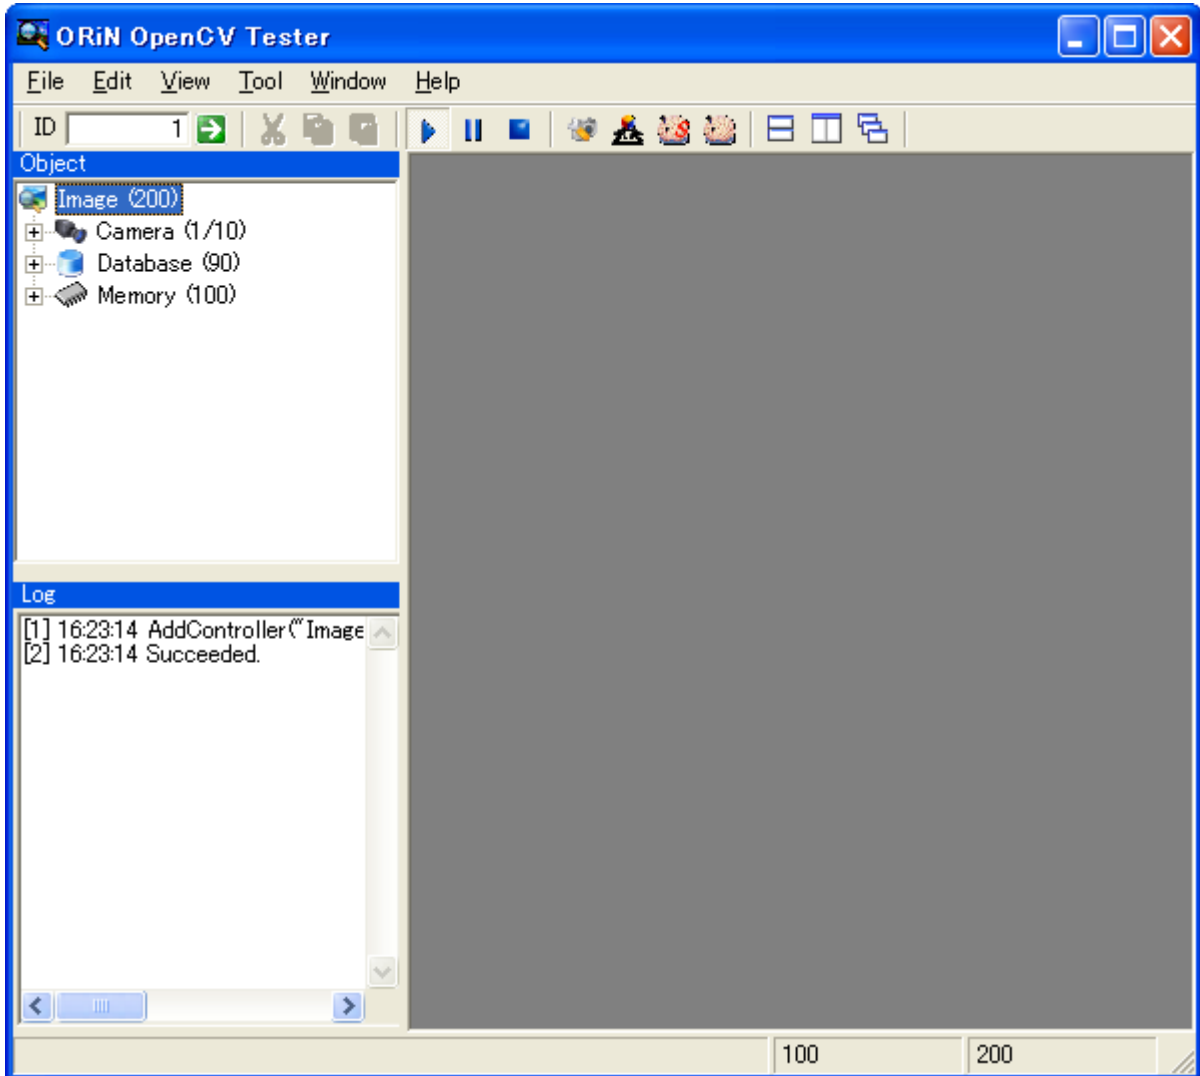 ORiN OpenCV Tester
File Edit View Tool Window Help
ID 1
Object
Image (200)
Camera (1/10)
Database (90)
Memory (100)
Log
[1] 16:23:14 AddController("Image
[2] 16:23:14 Succeeded.
100 200